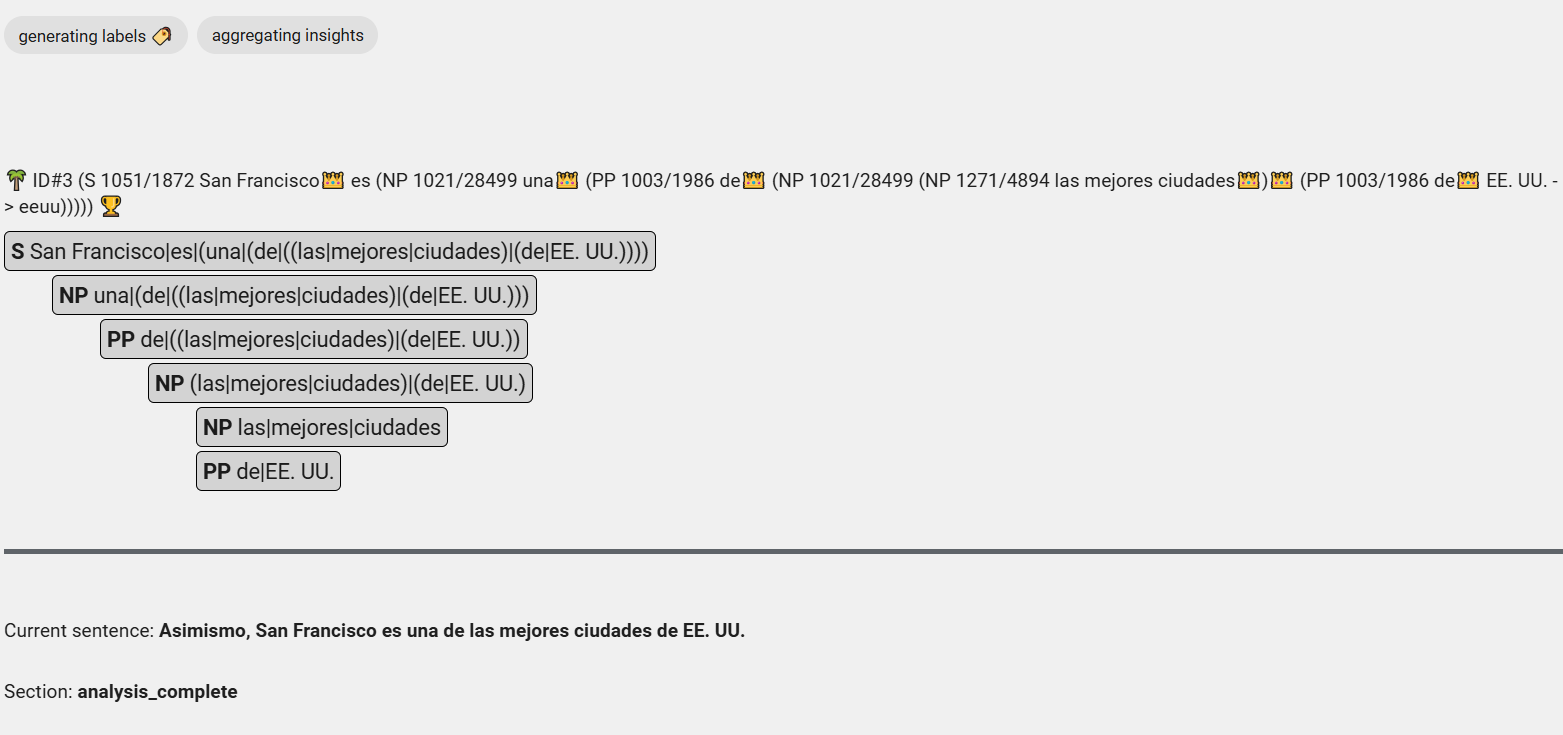 generating labels 🏷️ aggregating insights
🌴 ID#3 (S 1051/1872 San Francisco👑 es (NP 1021/28499 una👑 (PP 1003/1986 de👑 (NP 1021/28499 (NP 1271/4894 las mejores ciudades👑)👑 (PP 1003/1986 de👑 EE. UU. -
> eeuu))))) 🏆
S San Francisco|es|(una|(de|((las|mejores|ciudades)|(de|EE. UU.))))
NP una|(de|((las|mejores|ciudades)|(de|EE. UU.)))
PP de|((las|mejores|ciudades)|(de|EE. UU.))
NP (las|mejores|ciudades)|(de|EE. UU.)
NP las|mejores|ciudades
PP de|EE. UU.
Current sentence: Asimismo, San Francisco es una de las mejores ciudades de EE. UU.
Section: analysis_complete